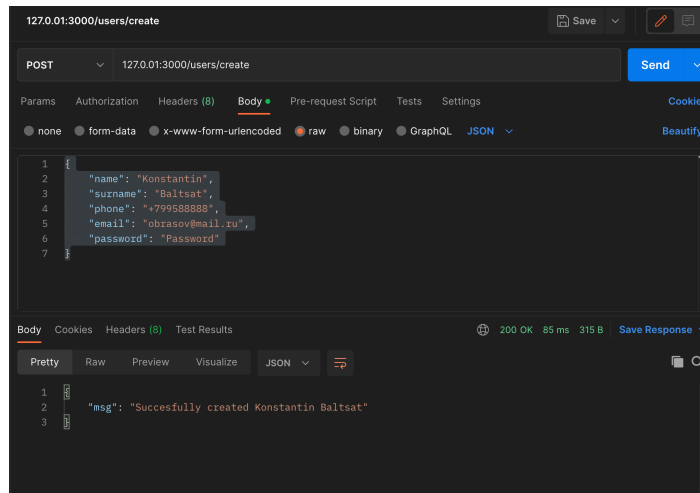 127.0.01:3000/users/create Save
POST 127.0.01:3000/users/create Send
Params Authorization Headers (8) Body Pre-request Script Tests Settings Cookie
none form-data x-www-form-urlencoded raw binary GraphQL JSON Beautify
1 {
2 "name": "Konstantin",
3 "surname": "Baltsat",
4 "phone": "+799588888",
5 "email": "obrasov@mail.ru",
6 "password": "Password"
7 }
Body Cookies Headers (8) Test Results 200 OK 85 ms 315 B Save Response
Pretty Raw Preview Visualize JSON
1 {
2 "msg": "Succesfully created Konstantin Baltsat"
3 }